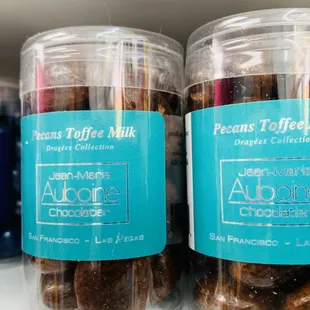 Pecans Toffee Milk
Dragées Collection
Jean-Marie
Auboine
Chocolatier
San Francisco – Las Vegas
Pecans Toffee
Dragées Collection
Jean-Marie
Auboine
Chocolatier
San Francisco – La